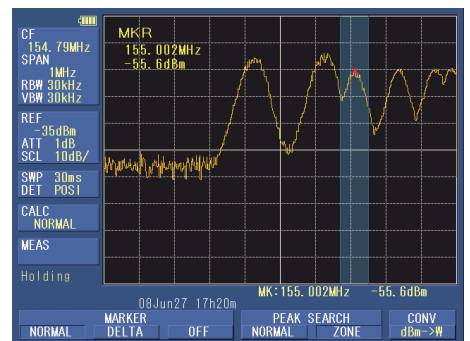 CF
154. 79MHz
SPAN
1MHz
RBW 30kHz
VBW 30kHz
REF
-35dBm
ATT 1dB
SCL 10dB/
SWP 30ms
DET POSI
CALC
NORMAL
MEAS
Holding
MKR
155. 002MHz
-55. 6dBm
MK:155. 002MHz -55. 6dBm
08Jun27 17h20m
MARKER
NORMAL DELTA OFF
PEAK SEARCH
NORMAL ZONE
CONV
dBm->W